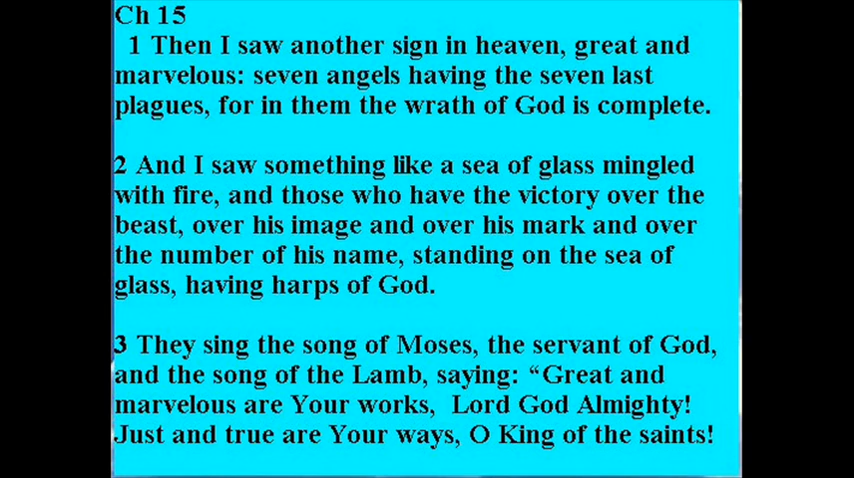 Ch 15
1 Then I saw another sign in heaven, great and
marvelous: seven angels having the seven last
plagues, for in them the wrath of God is complete.
2 And I saw something like a sea of glass mingled
with fire, and those who have the victory over the
beast, over his image and over his mark and over
the number of his name, standing on the sea of
glass, having harps of God.
3 They sing the song of Moses, the servant of God,
and the song of the Lamb, saying: “Great and
marvelous are Your works,  Lord God Almighty!
Just and true are Your ways, O King of the saints!